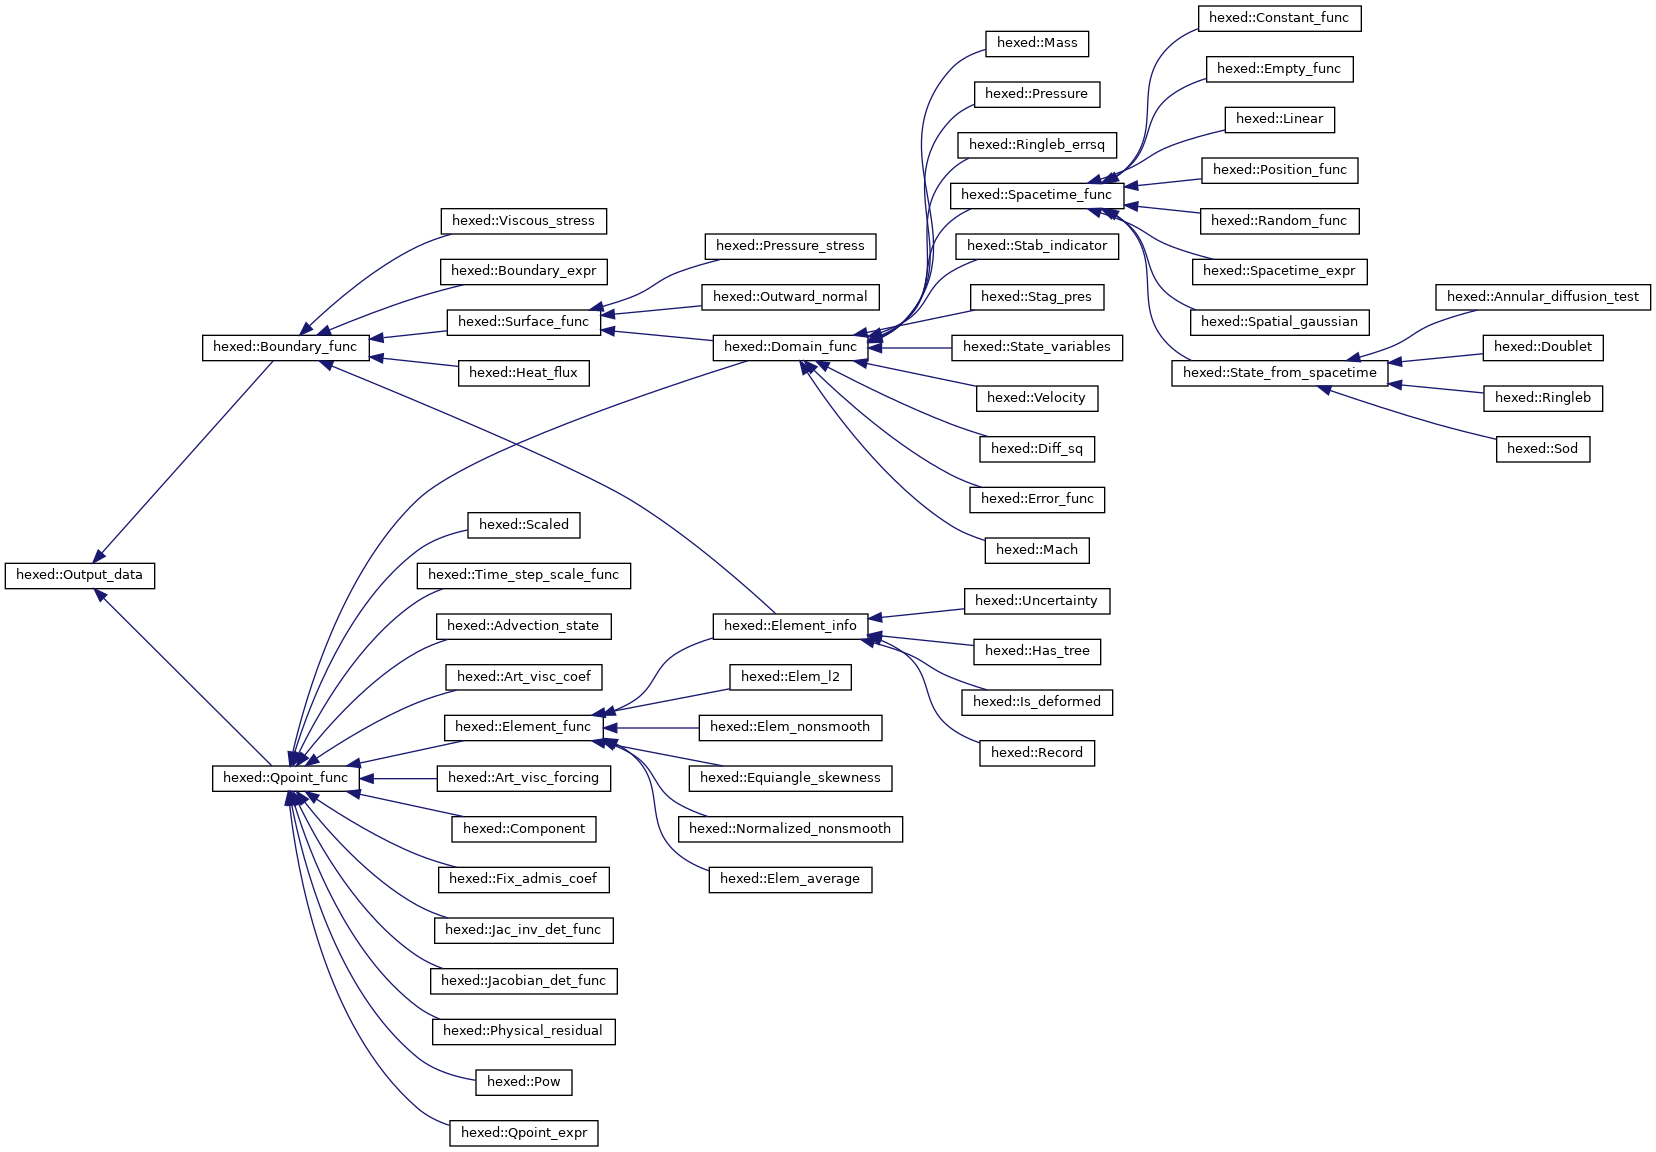 hexed::Output_data
hexed::Boundary_func
hexed::Qpoint_func
hexed::Viscous_stress
hexed::Boundary_expr
hexed::Surface_func
hexed::Heat_flux
hexed::Scaled
hexed::Time_step_scale_func
hexed::Advection_state
hexed::Art_visc_coef
hexed::Element_func
hexed::Art_visc_forcing
hexed::Component
hexed::Fix_admis_coef
hexed::Jac_inv_det_func
hexed::Jacobian_det_func
hexed::Physical_residual
hexed::Pow
hexed::Qpoint_expr
hexed::Pressure_stress
hexed::Outward_normal
hexed::Domain_func
hexed::Element_info
hexed::Elem_l2
hexed::Elem_nonsmooth
hexed::Equiangle_skewness
hexed::Normalized_nonsmooth
hexed::Elem_average
hexed::Mass
hexed::Pressure
hexed::Ringleb_errsq
hexed::Spacetime_func
hexed::Stab_indicator
hexed::Stag_pres
hexed::State_variables
hexed::Velocity
hexed::Diff_sq
hexed::Error_func
hexed::Mach
hexed::Uncertainty
hexed::Has_tree
hexed::Is_deformed
hexed::Record
hexed::Constant_func
hexed::Empty_func
hexed::Linear
hexed::Position_func
hexed::Random_func
hexed::Spacetime_expr
hexed::Spatial_gaussian
hexed::State_from_spacetime
hexed::Annular_diffusion_test
hexed::Doublet
hexed::Ringleb
hexed::Sod